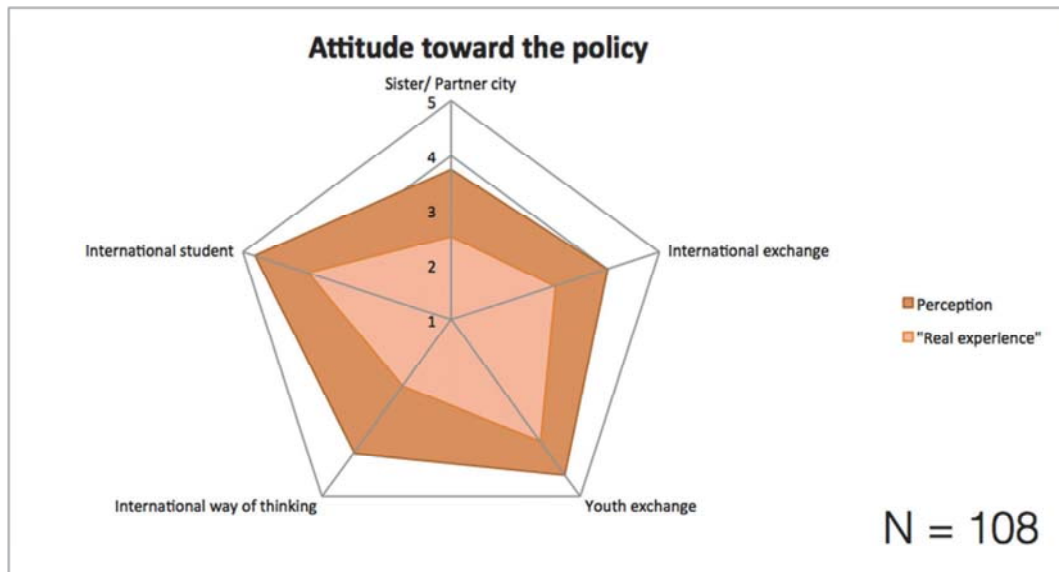 Attitude toward the policy
Sister/ Partner city
5
4
3
2
1
International student
International exchange
Perception
"Real experience"
International way of thinking
Youth exchange
N = 108